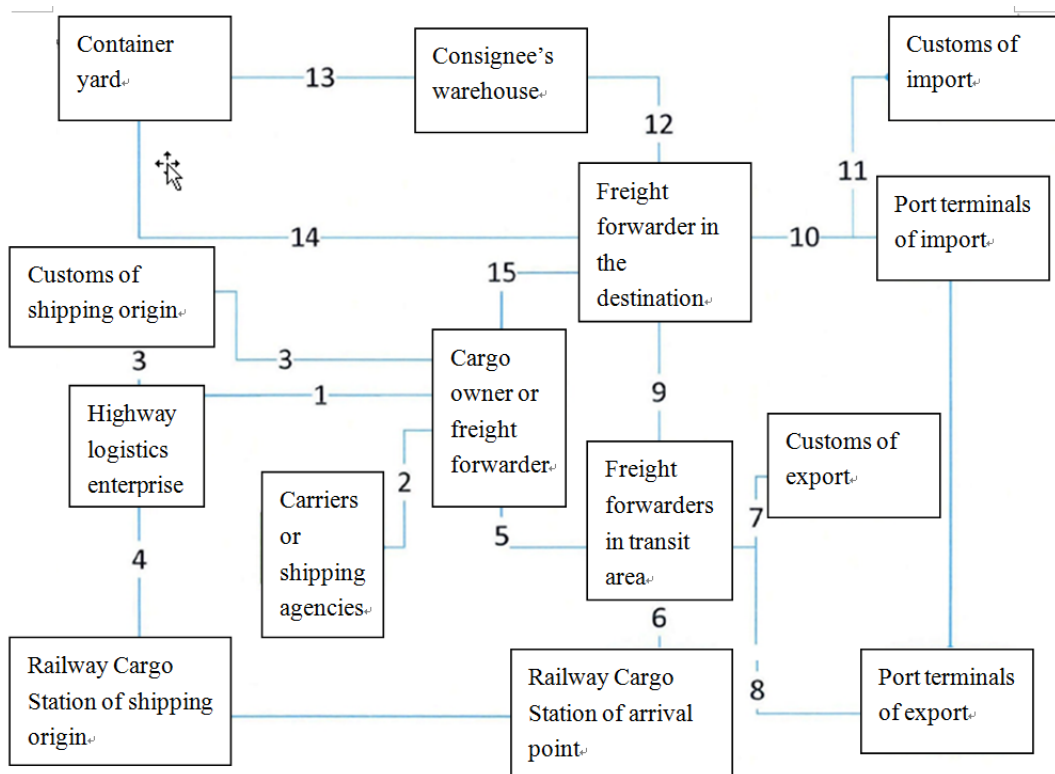 Container
yard
13
Consignee’s
warehouse
Customs of
import
12
11
Freight
forwarder in
the
destination
Port terminals
of import
14
10
Customs of
shipping origin
15
3
3
Cargo
owner or
freight
forwarder
1
9
Highway
logistics
enterprise
Customs of
export
2
Freight
forwarders
in transit
area
Carriers
or
shipping
agencies
7
5
4
6
Railway Cargo
Station of shipping
origin
Railway Cargo
Station of arrival
point
8
Port terminals
of export